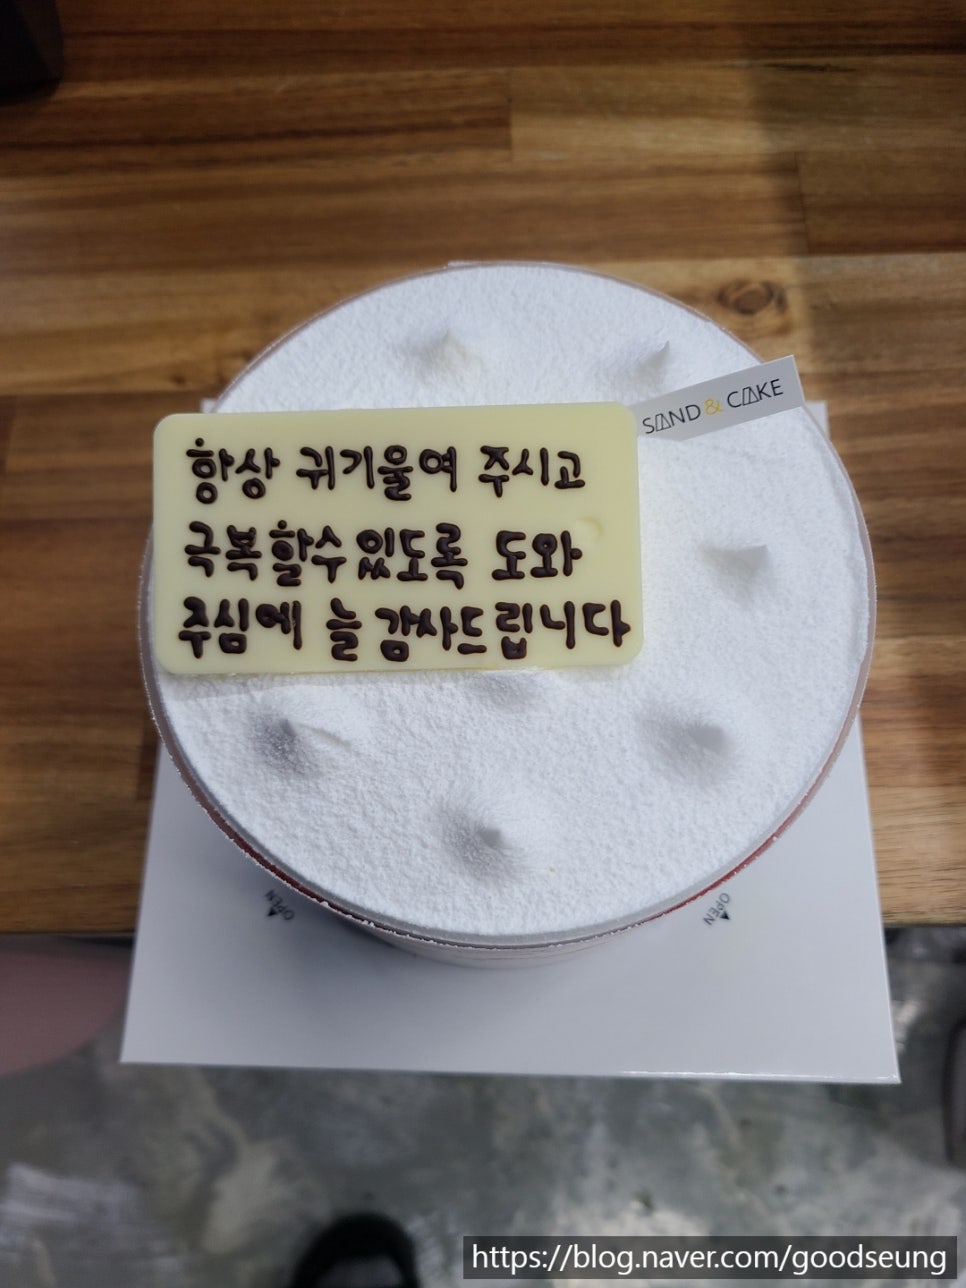 SAND & CAKE
항상 귀기울여 주시고
극복할수있도록 도와
주심에 늘 감사드립니다
OPEN
OPEN
https://blog.naver.com/goodseung